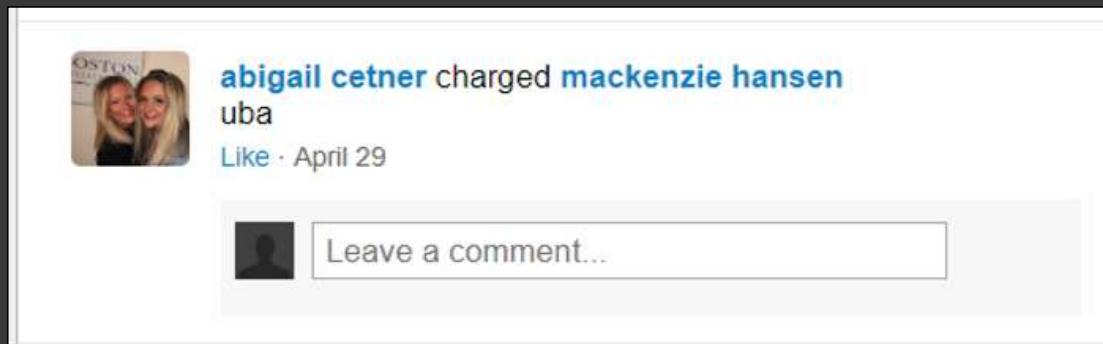 OSTON
abigail cetner charged mackenzie hansen
uba
Like · April 29
Leave a comment...